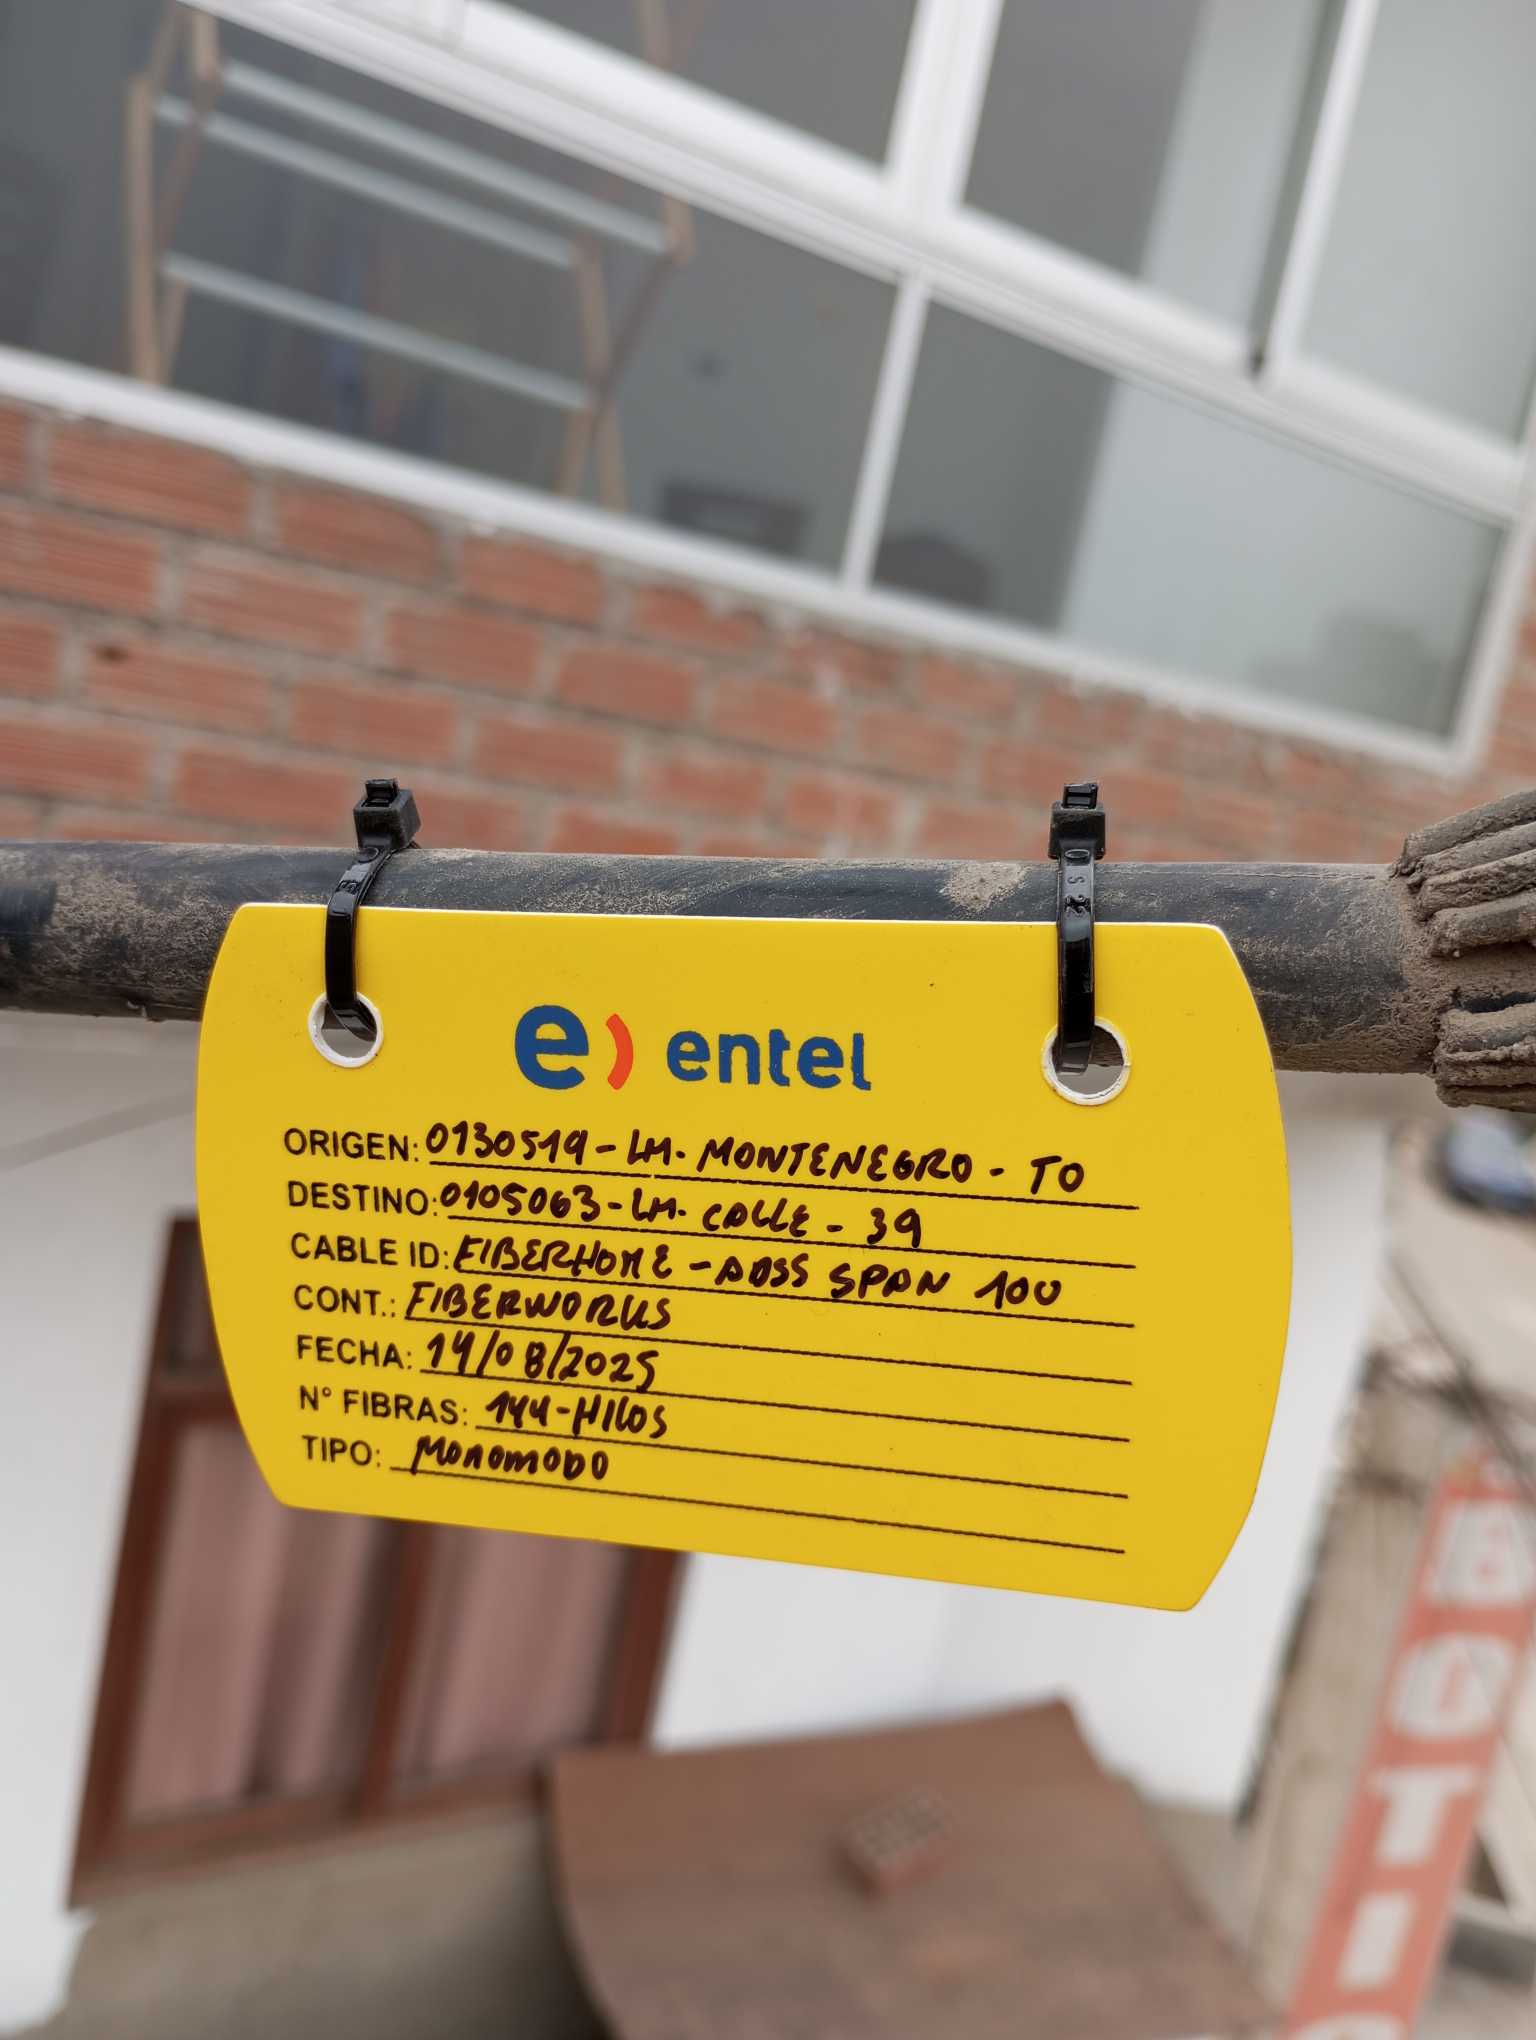 e) entel
ORIGEN: 0130519 - LM. MONTENEGRO - TO
DESTINO: 0105063 - LM. CALLE - 39
CABLE ID: FIBERHOME - ADSS SPAN 100
CONT.: FIBERWORKS
FECHA: 14/08/2025
N° FIBRAS: 144 - HILOS
TIPO: MONOMODO